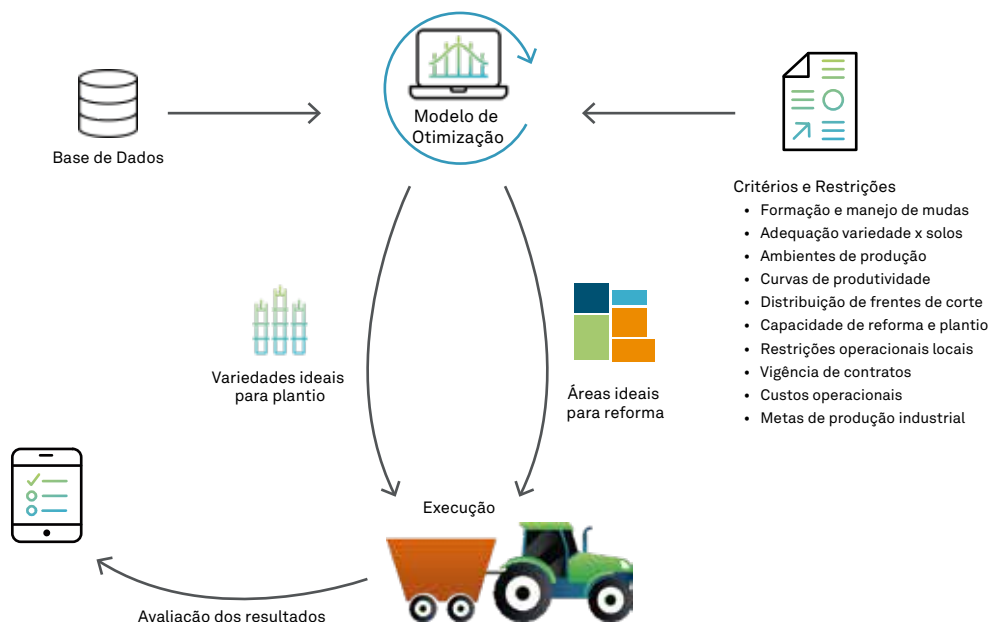 Base de Dados
Modelo de
Otimização
Critérios e Restrições
• Formação e manejo de mudas
• Adequação variedade x solos
• Ambientes de produção
• Curvas de produtividade
• Distribuição de frentes de corte
• Capacidade de reforma e plantio
• Restrições operacionais locais
• Vigência de contratos
• Custos operacionais
• Metas de produção industrial
Variedades ideais
para plantio
Áreas ideais
para reforma
Execução
Avaliação dos resultados